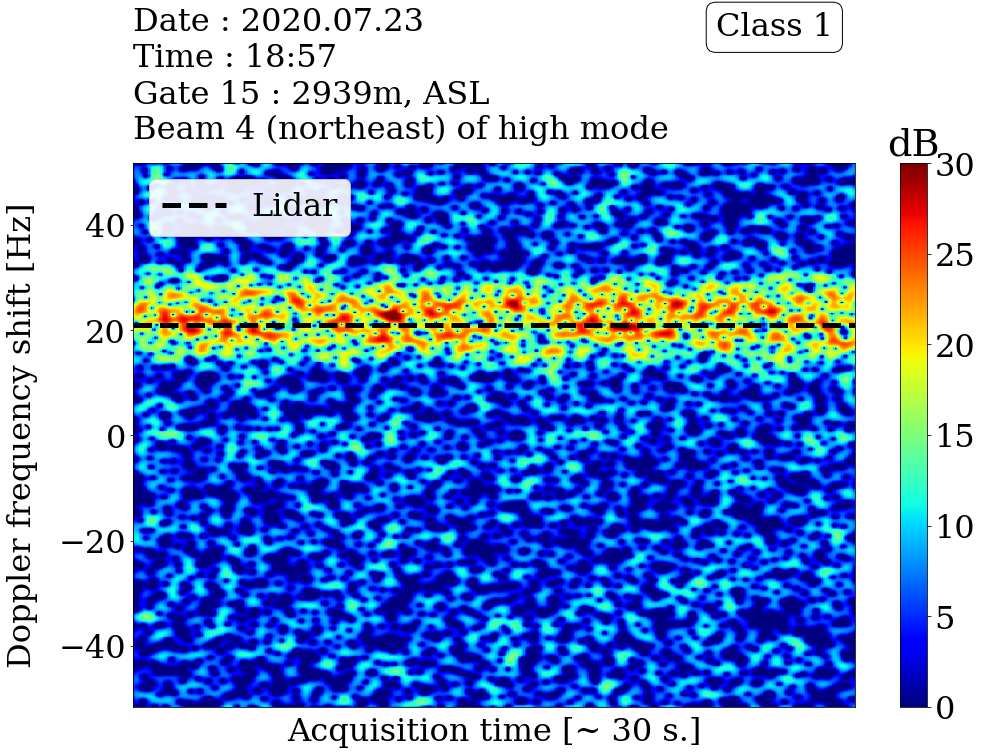 Date : 2020.07.23
Time : 18:57
Gate 15 : 2939m, ASL
Beam 4 (northeast) of high mode
Class 1
dB
Lidar
Doppler frequency shift [Hz]
40
20
0
−20
−40
Acquisition time [~ 30 s.]
30
25
20
15
10
5
0